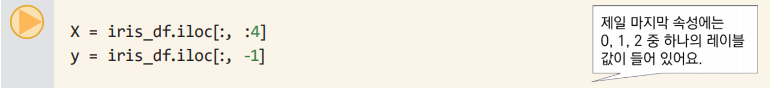 X = iris_df.iloc[:, :4]
y = iris_df.iloc[:, -1]
제일 마지막 속성에는
0, 1, 2 중 하나의 레이블
값이 들어 있어요.